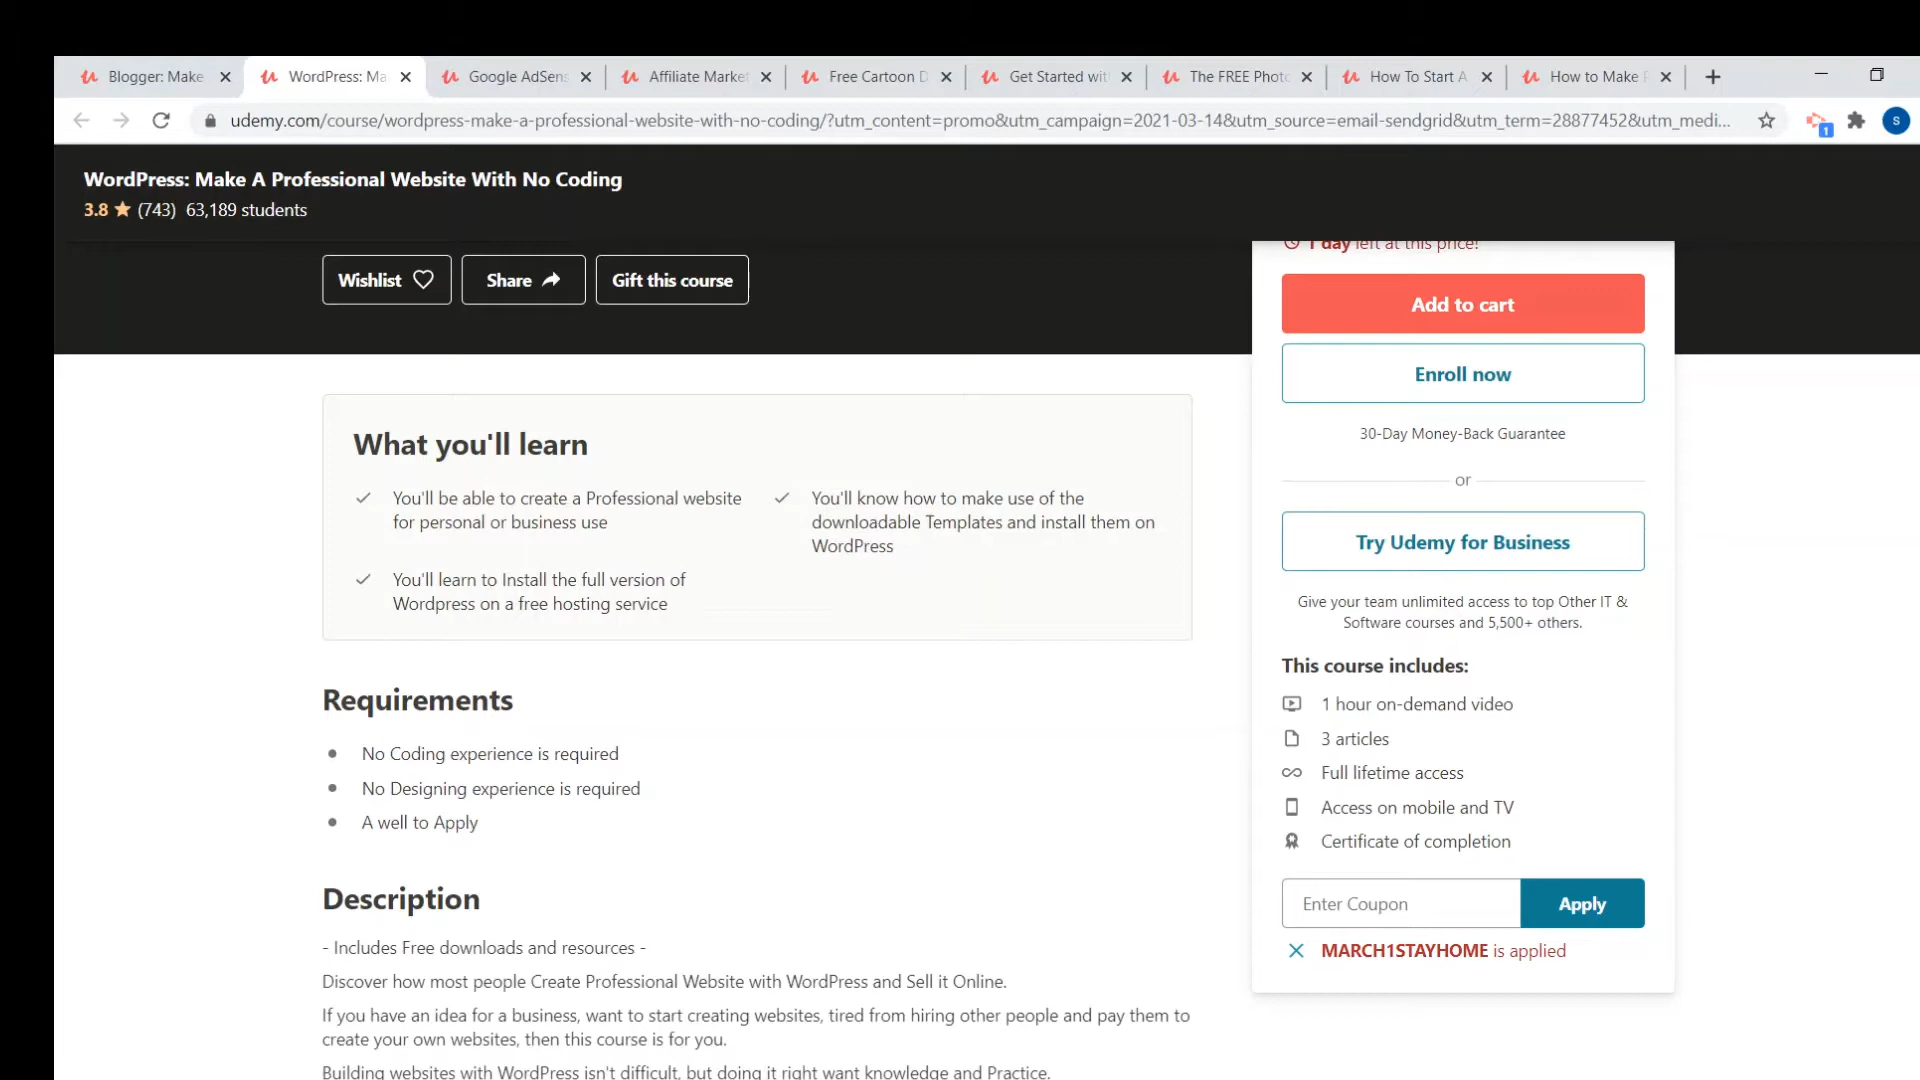 Blogger: Make
WordPress: Ma
Google AdSens
Affiliate Market
Free Cartoon D
Get Started wit
The FREE Photo
How To Start A
How to Make
udemy.com/course/wordpress-make-a-professional-website-with-no-coding/?utm_content=promo&utm_campaign=2021-03-14&utm_source=email-sendgrid&utm_term=28877452&utm_medi...
1
S
WordPress: Make A Professional Website With No Coding
3.8 ★ (743) 63,189 students
Wishlist
Share
Gift this course
1 day left at this price!
Add to cart
Enroll now
30-Day Money-Back Guarantee
or
Try Udemy for Business
Give your team unlimited access to top Other IT &
Software courses and 5,500+ others.
This course includes:
1 hour on-demand video
3 articles
Full lifetime access
Access on mobile and TV
Certificate of completion
Enter Coupon
Apply
MARCH1STAYHOME is applied
What you'll learn
You'll be able to create a Professional website
for personal or business use
You'll know how to make use of the
downloadable Templates and install them on
WordPress
You'll learn to Install the full version of
Wordpress on a free hosting service
Requirements
No Coding experience is required
No Designing experience is required
A well to Apply
Description
- Includes Free downloads and resources -
Discover how most people Create Professional Website with WordPress and Sell it Online.
If you have an idea for a business, want to start creating websites, tired from hiring other people and pay them to
create your own websites, then this course is for you.
Building websites with WordPress isn't difficult, but doing it right want knowledge and Practice.